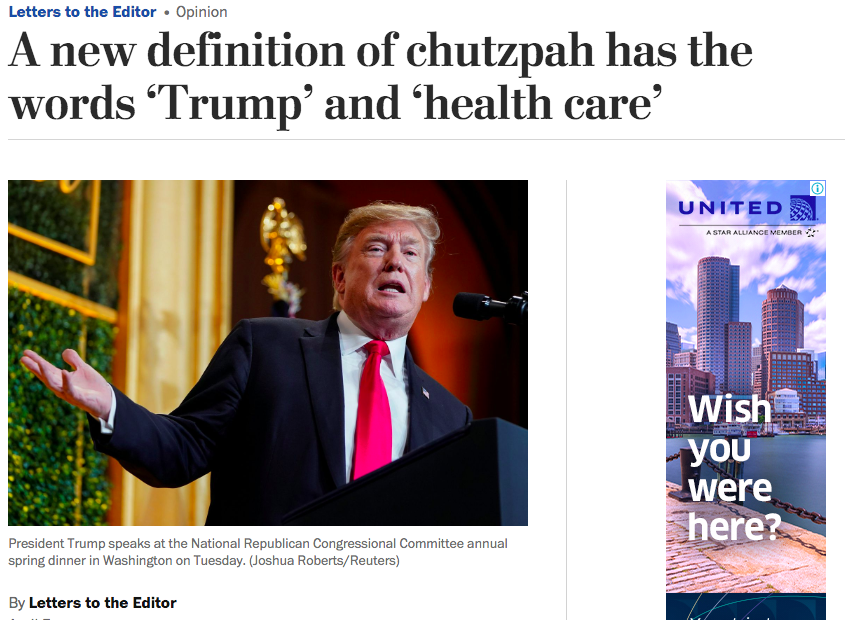 Letters to the Editor • Opinion
A new definition of chutzpah has the
words ‘Trump’ and ‘health care’
President Trump speaks at the National Republican Congressional Committee annual
spring dinner in Washington on Tuesday. (Joshua Roberts/Reuters)
By Letters to the Editor
UNITED
A STAR ALLIANCE MEMBER
Wish
you
were
here?